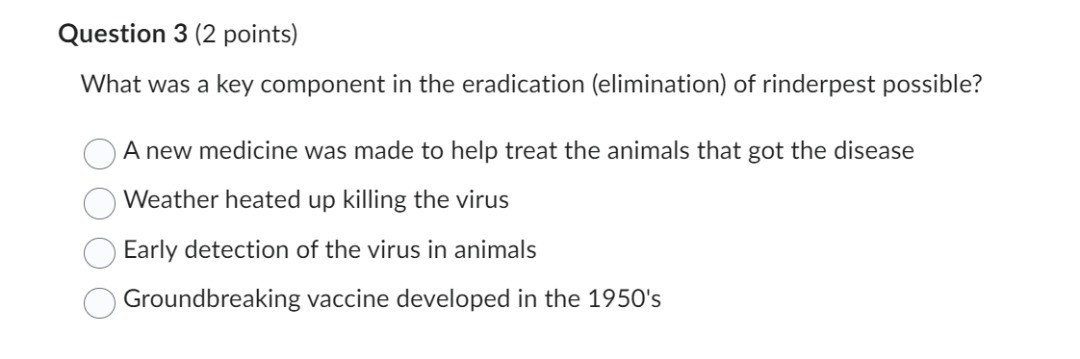 Question 3 (2 points)
What was a key component in the eradication (elimination) of rinderpest possible?
A new medicine was made to help treat the animals that got the disease
Weather heated up killing the virus
Early detection of the virus in animals
Groundbreaking vaccine developed in the 1950's